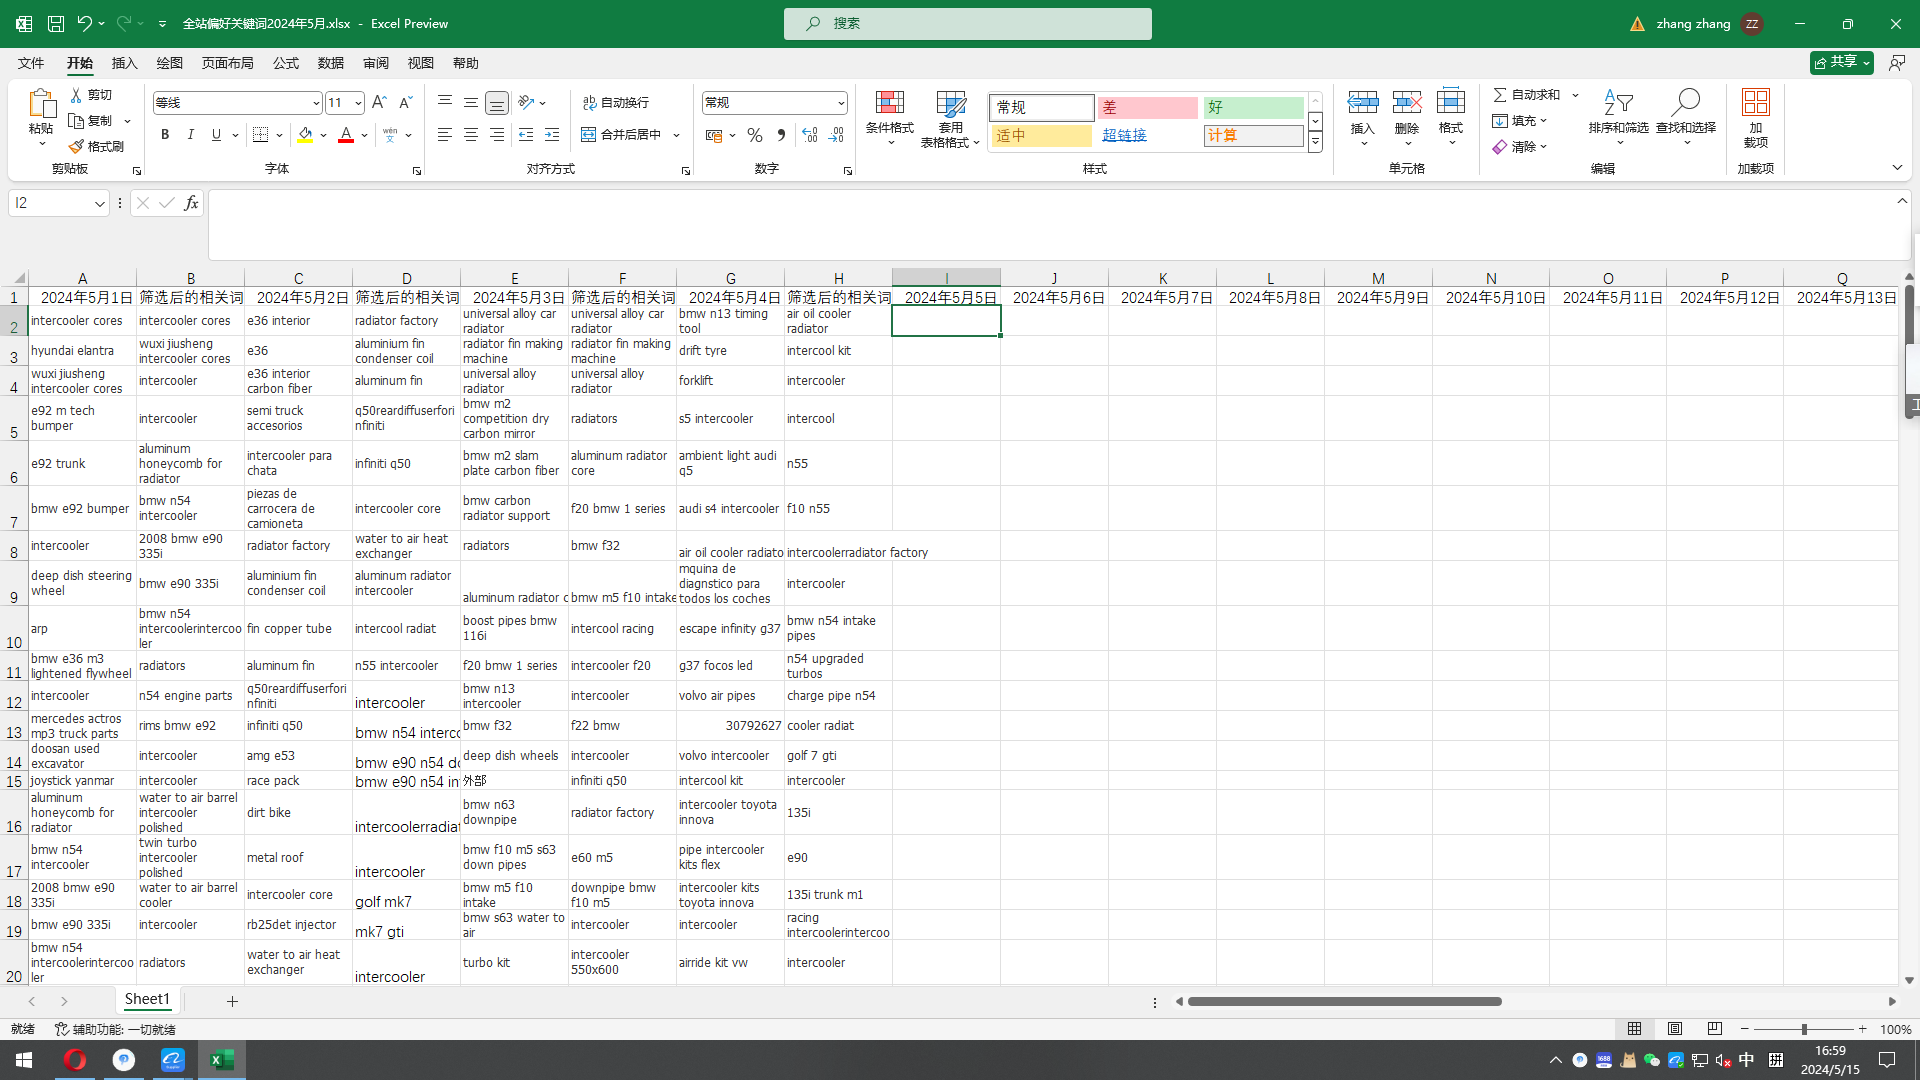 全站偏好关键词2024年5月.xlsx - Excel Preview
搜索
zhang zhang
ZZ
文件 开始 插入 绘图 页面布局 公式 数据 审阅 视图 帮助
共享
粘贴
剪切
复制
格式刷
剪贴板
等线 11
B I U
字体
自动换行
合并后居中
对齐方式
常规
数字
条件格式
套用
表格格式
常规 差 好
适中 超链接 计算
样式
插入 删除 格式
单元格
自动求和
填充
清除
排序和筛选 查找和选择
编辑
加
载项
加载项
I2
fx
A B C D E F G H I J K L M N O P Q
1 2024年5月1日 筛选后的相关词 2024年5月2日 筛选后的相关词 2024年5月3日 筛选后的相关词 2024年5月4日 筛选后的相关词 2024年5月5日 2024年5月6日 2024年5月7日 2024年5月8日 2024年5月9日 2024年5月10日 2024年5月11日 2024年5月12日 2024年5月13日
2 intercooler cores intercooler cores e36 interior radiator factory universal alloy car radiator universal alloy car radiator bmw n13 timing tool air oil cooler radiator
3 hyundai elantra wuxi jiusheng intercooler cores e36 aluminium fin condenser coil radiator fin making machine radiator fin making machine drift tyre intercool kit
4 wuxi jiusheng intercooler cores intercooler e36 interior carbon fiber aluminum fin universal alloy radiator universal alloy radiator forklift intercooler
5 e92 m tech bumper intercooler semi truck accesorios q50reardiffuserforinfiniti bmw m2 competition dry carbon mirror radiators s5 intercooler intercool
6 e92 trunk aluminum honeycomb for radiator intercooler para chata infiniti q50 bmw m2 slam plate carbon fiber aluminum radiator core ambient light audi q5 n55
7 bmw e92 bumper bmw n54 intercooler piezas de carrocera de camioneta intercooler core bmw carbon radiator support f20 bmw 1 series audi s4 intercooler f10 n55
8 intercooler 2008 bmw e90 335i radiator factory water to air heat exchanger radiators bmw f32 air oil cooler radiato intercoolerradiator factory
9 deep dish steering wheel bmw e90 335i aluminium fin condenser coil aluminum radiator intercooler aluminum radiator c bmw m5 f10 intake mquina de diagnstico para todos los coches intercooler
10 arp bmw n54 intercoolerintercooler fin copper tube intercool radiat boost pipes bmw 116i intercool racing escape infinity g37 bmw n54 intake pipes
11 bmw e36 m3 lightened flywheel radiators aluminum fin n55 intercooler f20 bmw 1 series intercooler f20 g37 focos led n54 upgraded turbos
12 intercooler n54 engine parts q50reardiffuserforinfiniti intercooler bmw n13 intercooler intercooler volvo air pipes charge pipe n54
13 mercedes actros mp3 truck parts rims bmw e92 infiniti q50 bmw n54 interco bmw f32 f22 bmw 30792627 cooler radiat
14 doosan used excavator intercooler amg e53 bmw e90 n54 do deep dish wheels intercooler volvo intercooler golf 7 gti
15 joystick yanmar intercooler race pack bmw e90 n54 in 外部 infiniti q50 intercool kit intercooler
16 aluminum honeycomb for radiator water to air barrel intercooler polished dirt bike intercoolerradiat bmw n63 downpipe radiator factory intercooler toyota innova 135i
17 bmw n54 intercooler twin turbo intercooler polished metal roof intercooler bmw f10 m5 s63 down pipes e60 m5 pipe intercooler kits flex e90
18 2008 bmw e90 335i water to air barrel cooler intercooler core golf mk7 bmw m5 f10 intake downpipe bmw f10 m5 intercooler kits toyota innova 135i trunk m1
19 bmw e90 335i intercooler rb25det injector mk7 gti bmw s63 water to air intercooler intercooler racing intercoolerintercoo
20 bmw n54 intercoolerintercooler radiators water to air heat exchanger intercooler turbo kit intercooler 550x600 airride kit vw intercooler
Sheet1
就绪 辅助功能: 一切就绪
100%
中 拼
16:59
2024/5/15